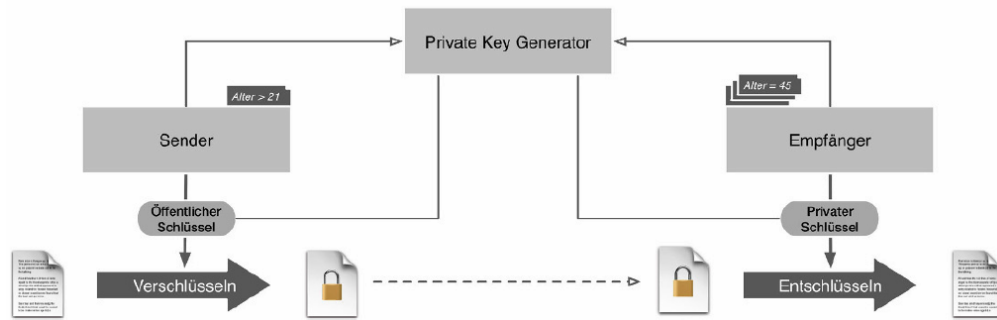 Private Key Generator
Alter > 21
Alter = 45
Sender
Empfänger
Öffentlicher
Schlüssel
Privater
Schlüssel
Verschlüsseln
Entschlüsseln